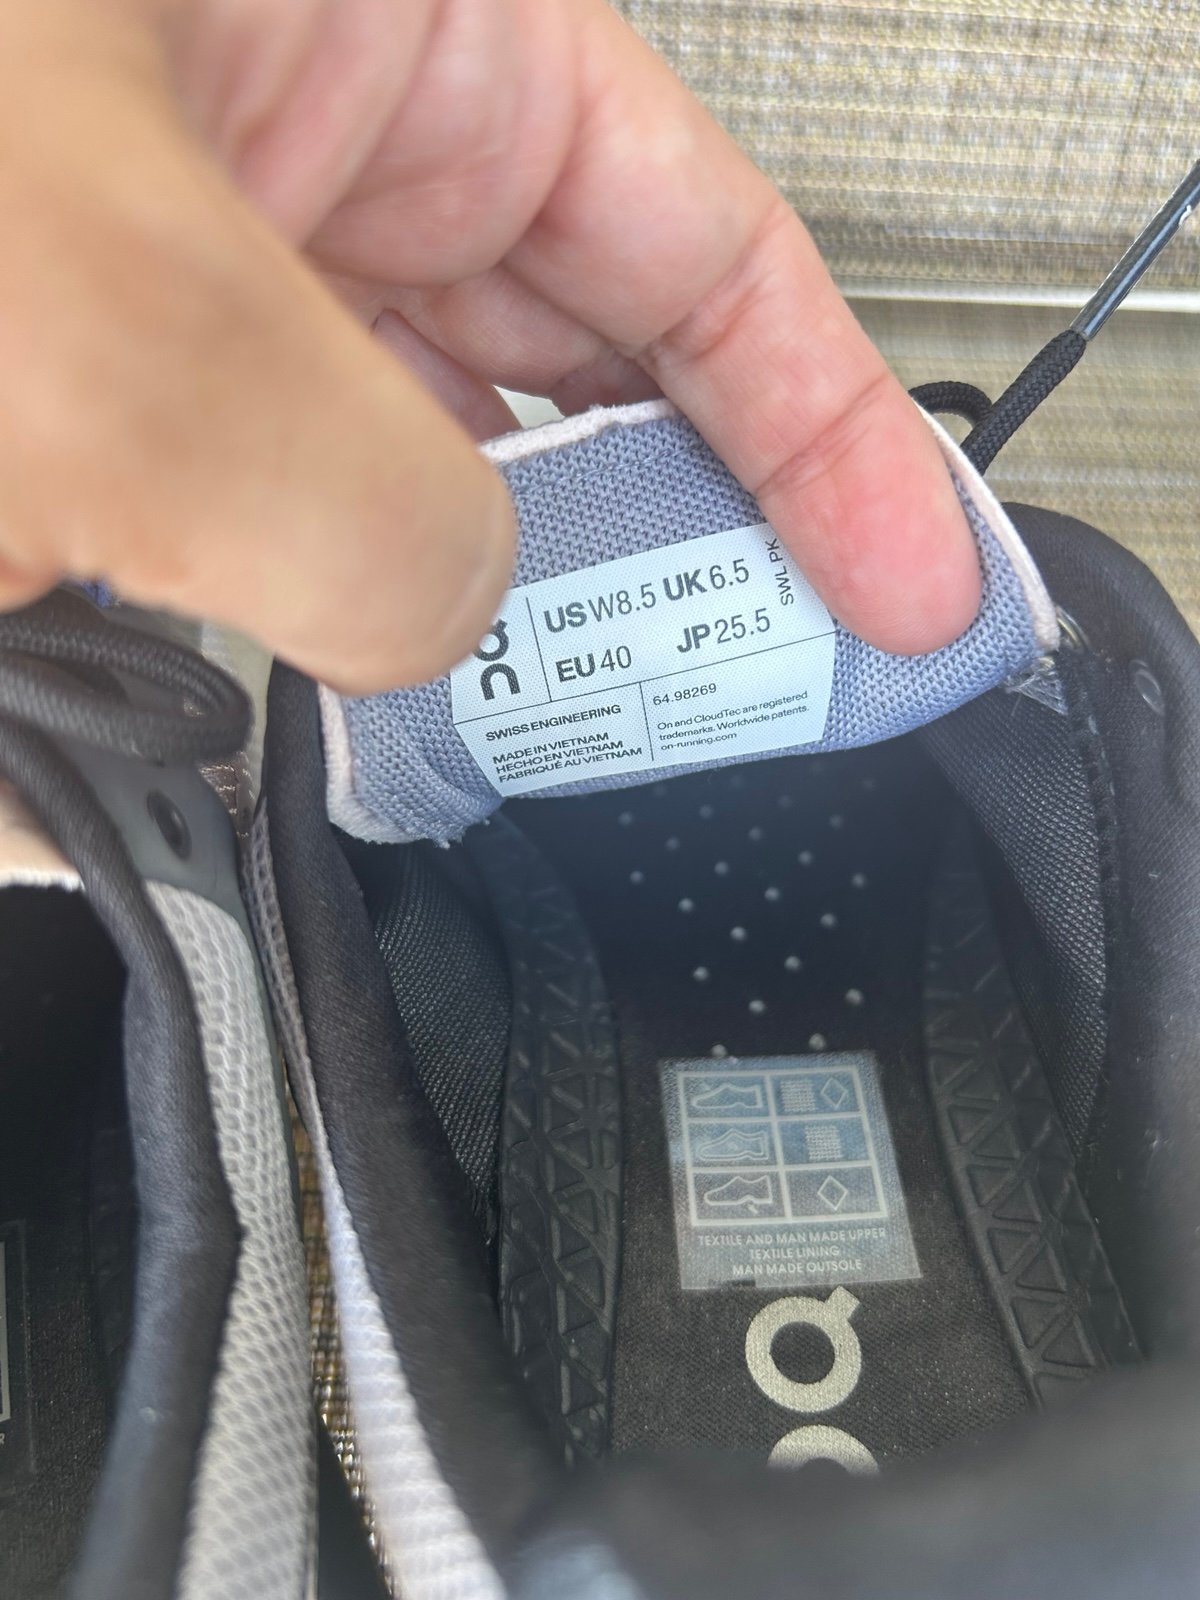 US W8.5 UK 6.5
EU 40 JP 25.5
SWL PK
SWISS ENGINEERING
MADE IN VIETNAM
HECHO EN VIETNAM
FABRIQUÉ AU VIETNAM
64.98269
On and CloudTec are registered
trademarks. Worldwide patents.
on-running.com
TEXTILE AND MAN MADE UPPER
TEXTILE LINING
MAN MADE OUTSOLE